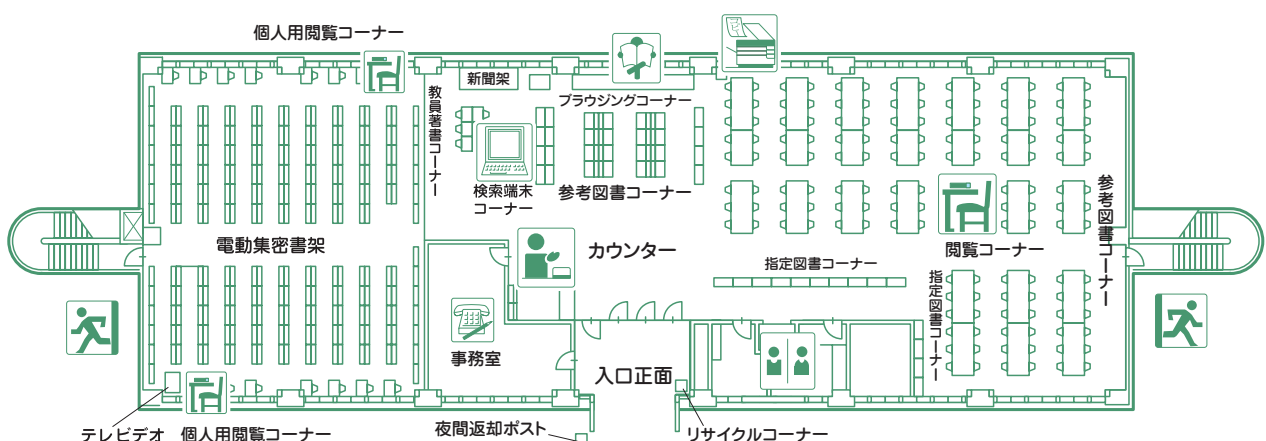 個人用閲覧コーナー
新聞架
ブラウジングコーナー
教員著書コーナー
検索端末
コーナー
参考図書コーナー
参考図書コーナー
電動集密書架
カウンター
閲覧コーナー
指定図書コーナー
指定図書コーナー
事務室
入口正面
テレビデオ
個人用閲覧コーナー
夜間返却ポスト
リサイクルコーナー